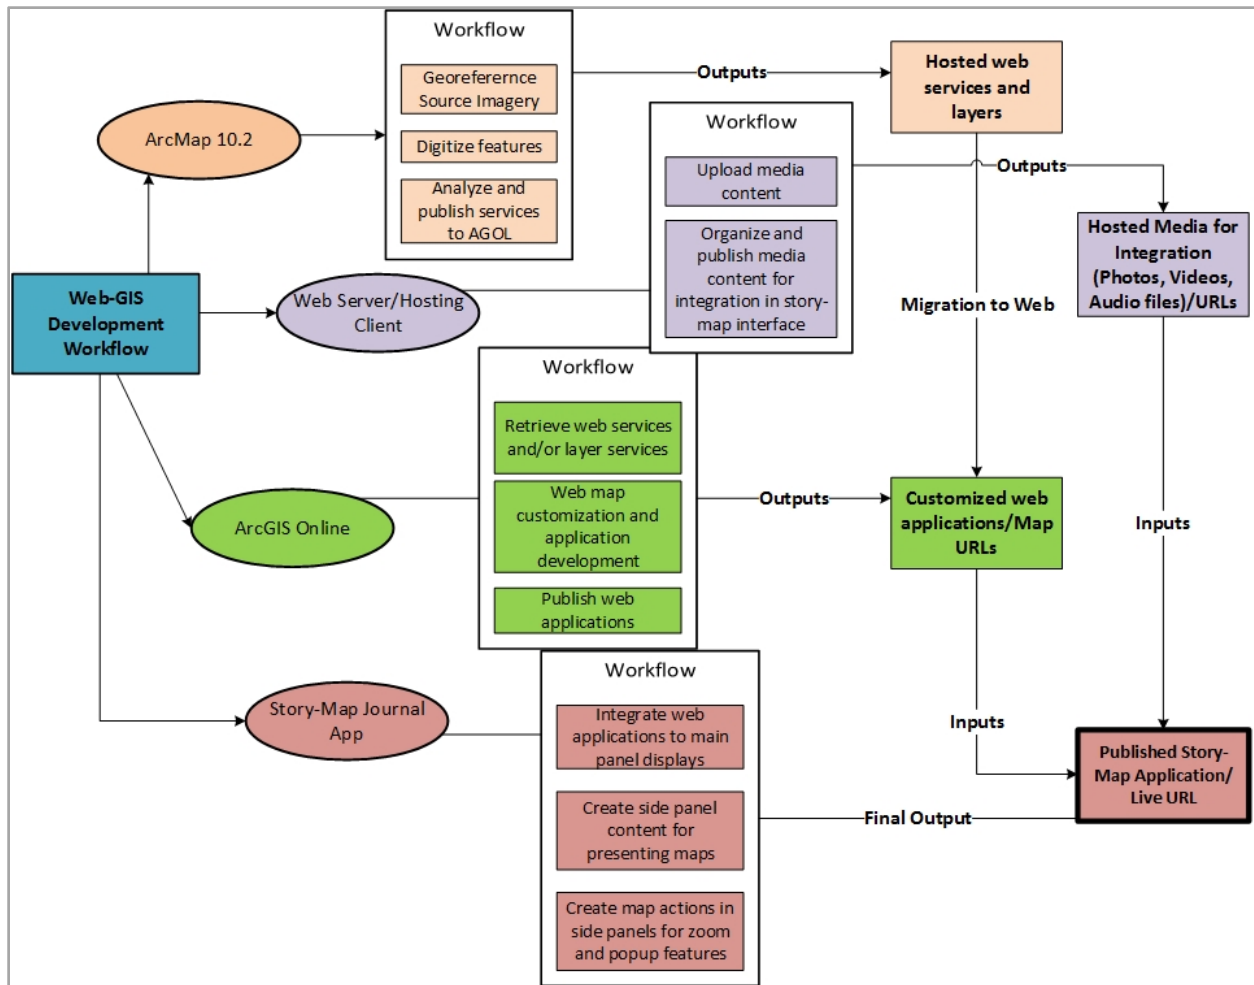 Workflow
Georefernce
Source Imagery
Digitize features
Analyze and
publish services
to AGOL
Outputs
Hosted web
services and
layers
ArcMap 10.2
Workflow
Upload media
content
Organize and
publish media
content for
integration in story-
map interface
Outputs
Hosted Media for
Integration
(Photos, Videos,
Audio files)/URLs
Web-GIS
Development
Workflow
Web Server/Hosting
Client
Migration to Web
Workflow
Retrieve web services
and/or layer services
Web map
customization and
application
development
Publish web
applications
ArcGIS Online
Outputs
Customized web
applications/Map
URLs
Inputs
Workflow
Integrate web
applications to main
panel displays
Create side panel
content for
presenting maps
Create map actions in
side panels for zoom
and popup features
Story-Map Journal
App
Inputs
Published Story-
Map Application/
Live URL
Final Output